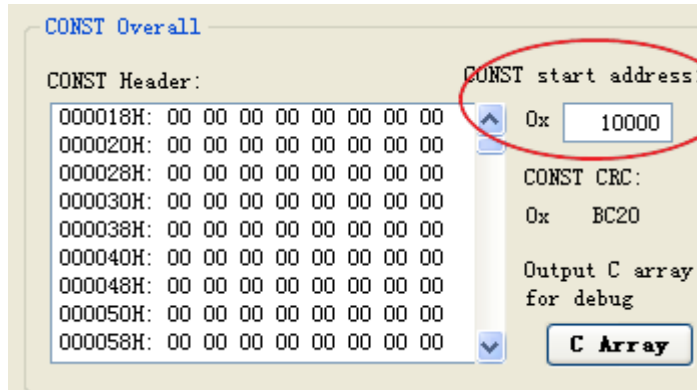 CONST Overall
CONST Header:
000018H: 00 00 00 00 00 00 00 00
000020H: 00 00 00 00 00 00 00 00
000028H: 00 00 00 00 00 00 00 00
000030H: 00 00 00 00 00 00 00 00
000038H: 00 00 00 00 00 00 00 00
000040H: 00 00 00 00 00 00 00 00
000048H: 00 00 00 00 00 00 00 00
000050H: 00 00 00 00 00 00 00 00
000058H: 00 00 00 00 00 00 00 00
CONST start address:
0x 10000
CONST CRC:
0x BC20
Output C array
for debug
C Array